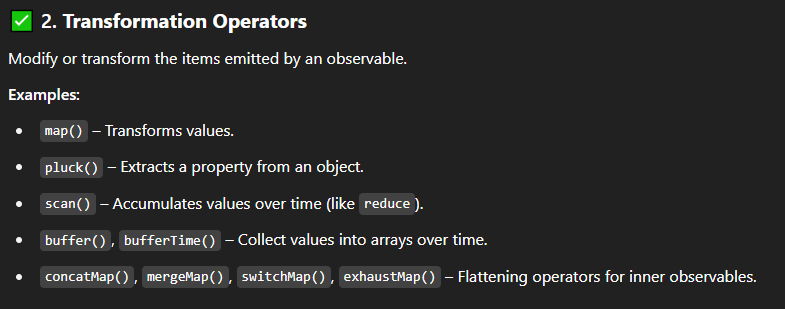 ✅ 2. Transformation Operators
Modify or transform the items emitted by an observable.
Examples:
• map() – Transforms values.
• pluck() – Extracts a property from an object.
• scan() – Accumulates values over time (like reduce).
• buffer(), bufferTime() – Collect values into arrays over time.
• concatMap(), mergeMap(), switchMap(), exhaustMap() – Flattening operators for inner observables.